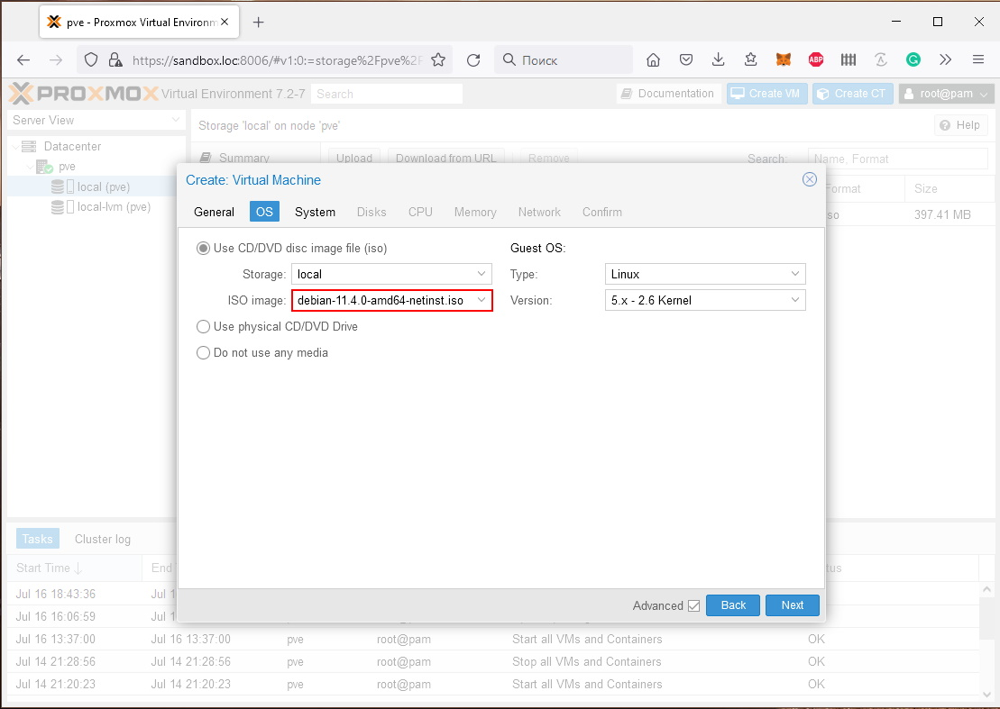 pve - Proxmox Virtual Environm
https://sandbox.loc:8006/#v1:0:=storage%2Fpve%2F
Поиск
ABP
PROXMOX Virtual Environment 7.2-7 Search Documentation Create VM Create CT root@pam
Server View
Storage 'local' on node 'pve' Help
Datacenter
Summary Upload Download from URL Remove Search: Name, Format
pve
local (pve)
local-lvm (pve)
Format Size
iso 397.41 MB
Create: Virtual Machine
General OS System Disks CPU Memory Network Confirm
Use CD/DVD disc image file (iso) Guest OS:
Storage: local Type: Linux
ISO image: debian-11.4.0-amd64-netinst.iso Version: 5.x - 2.6 Kernel
Use physical CD/DVD Drive
Do not use any media
Advanced Back Next
Tasks Cluster log
Start Time End
Jul 16 18:43:36 Jul 1
Jul 16 16:06:59 Jul 1
Jul 16 13:37:00 Jul 16 13:37:00 pve root@pam Start all VMs and Containers OK
Jul 14 21:28:56 Jul 14 21:28:56 pve root@pam Stop all VMs and Containers OK
Jul 14 21:20:23 Jul 14 21:20:23 pve root@pam Start all VMs and Containers OK